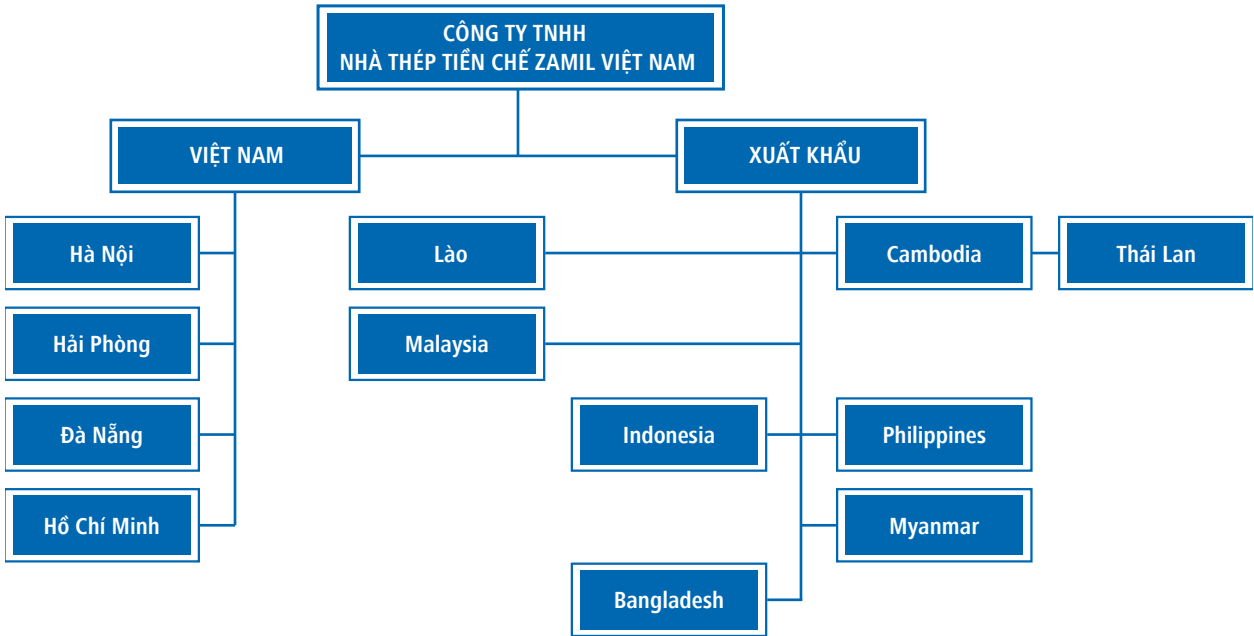 CÔNG TY TNHH
NHÀ THÉP TIỀN CHẾ ZAMIL VIỆT NAM
VIỆT NAM
XUẤT KHẨU
Hà Nội
Lào
Cambodia
Thái Lan
Hải Phòng
Malaysia
Đà Nẵng
Indonesia
Philippines
Hồ Chí Minh
Myanmar
Bangladesh